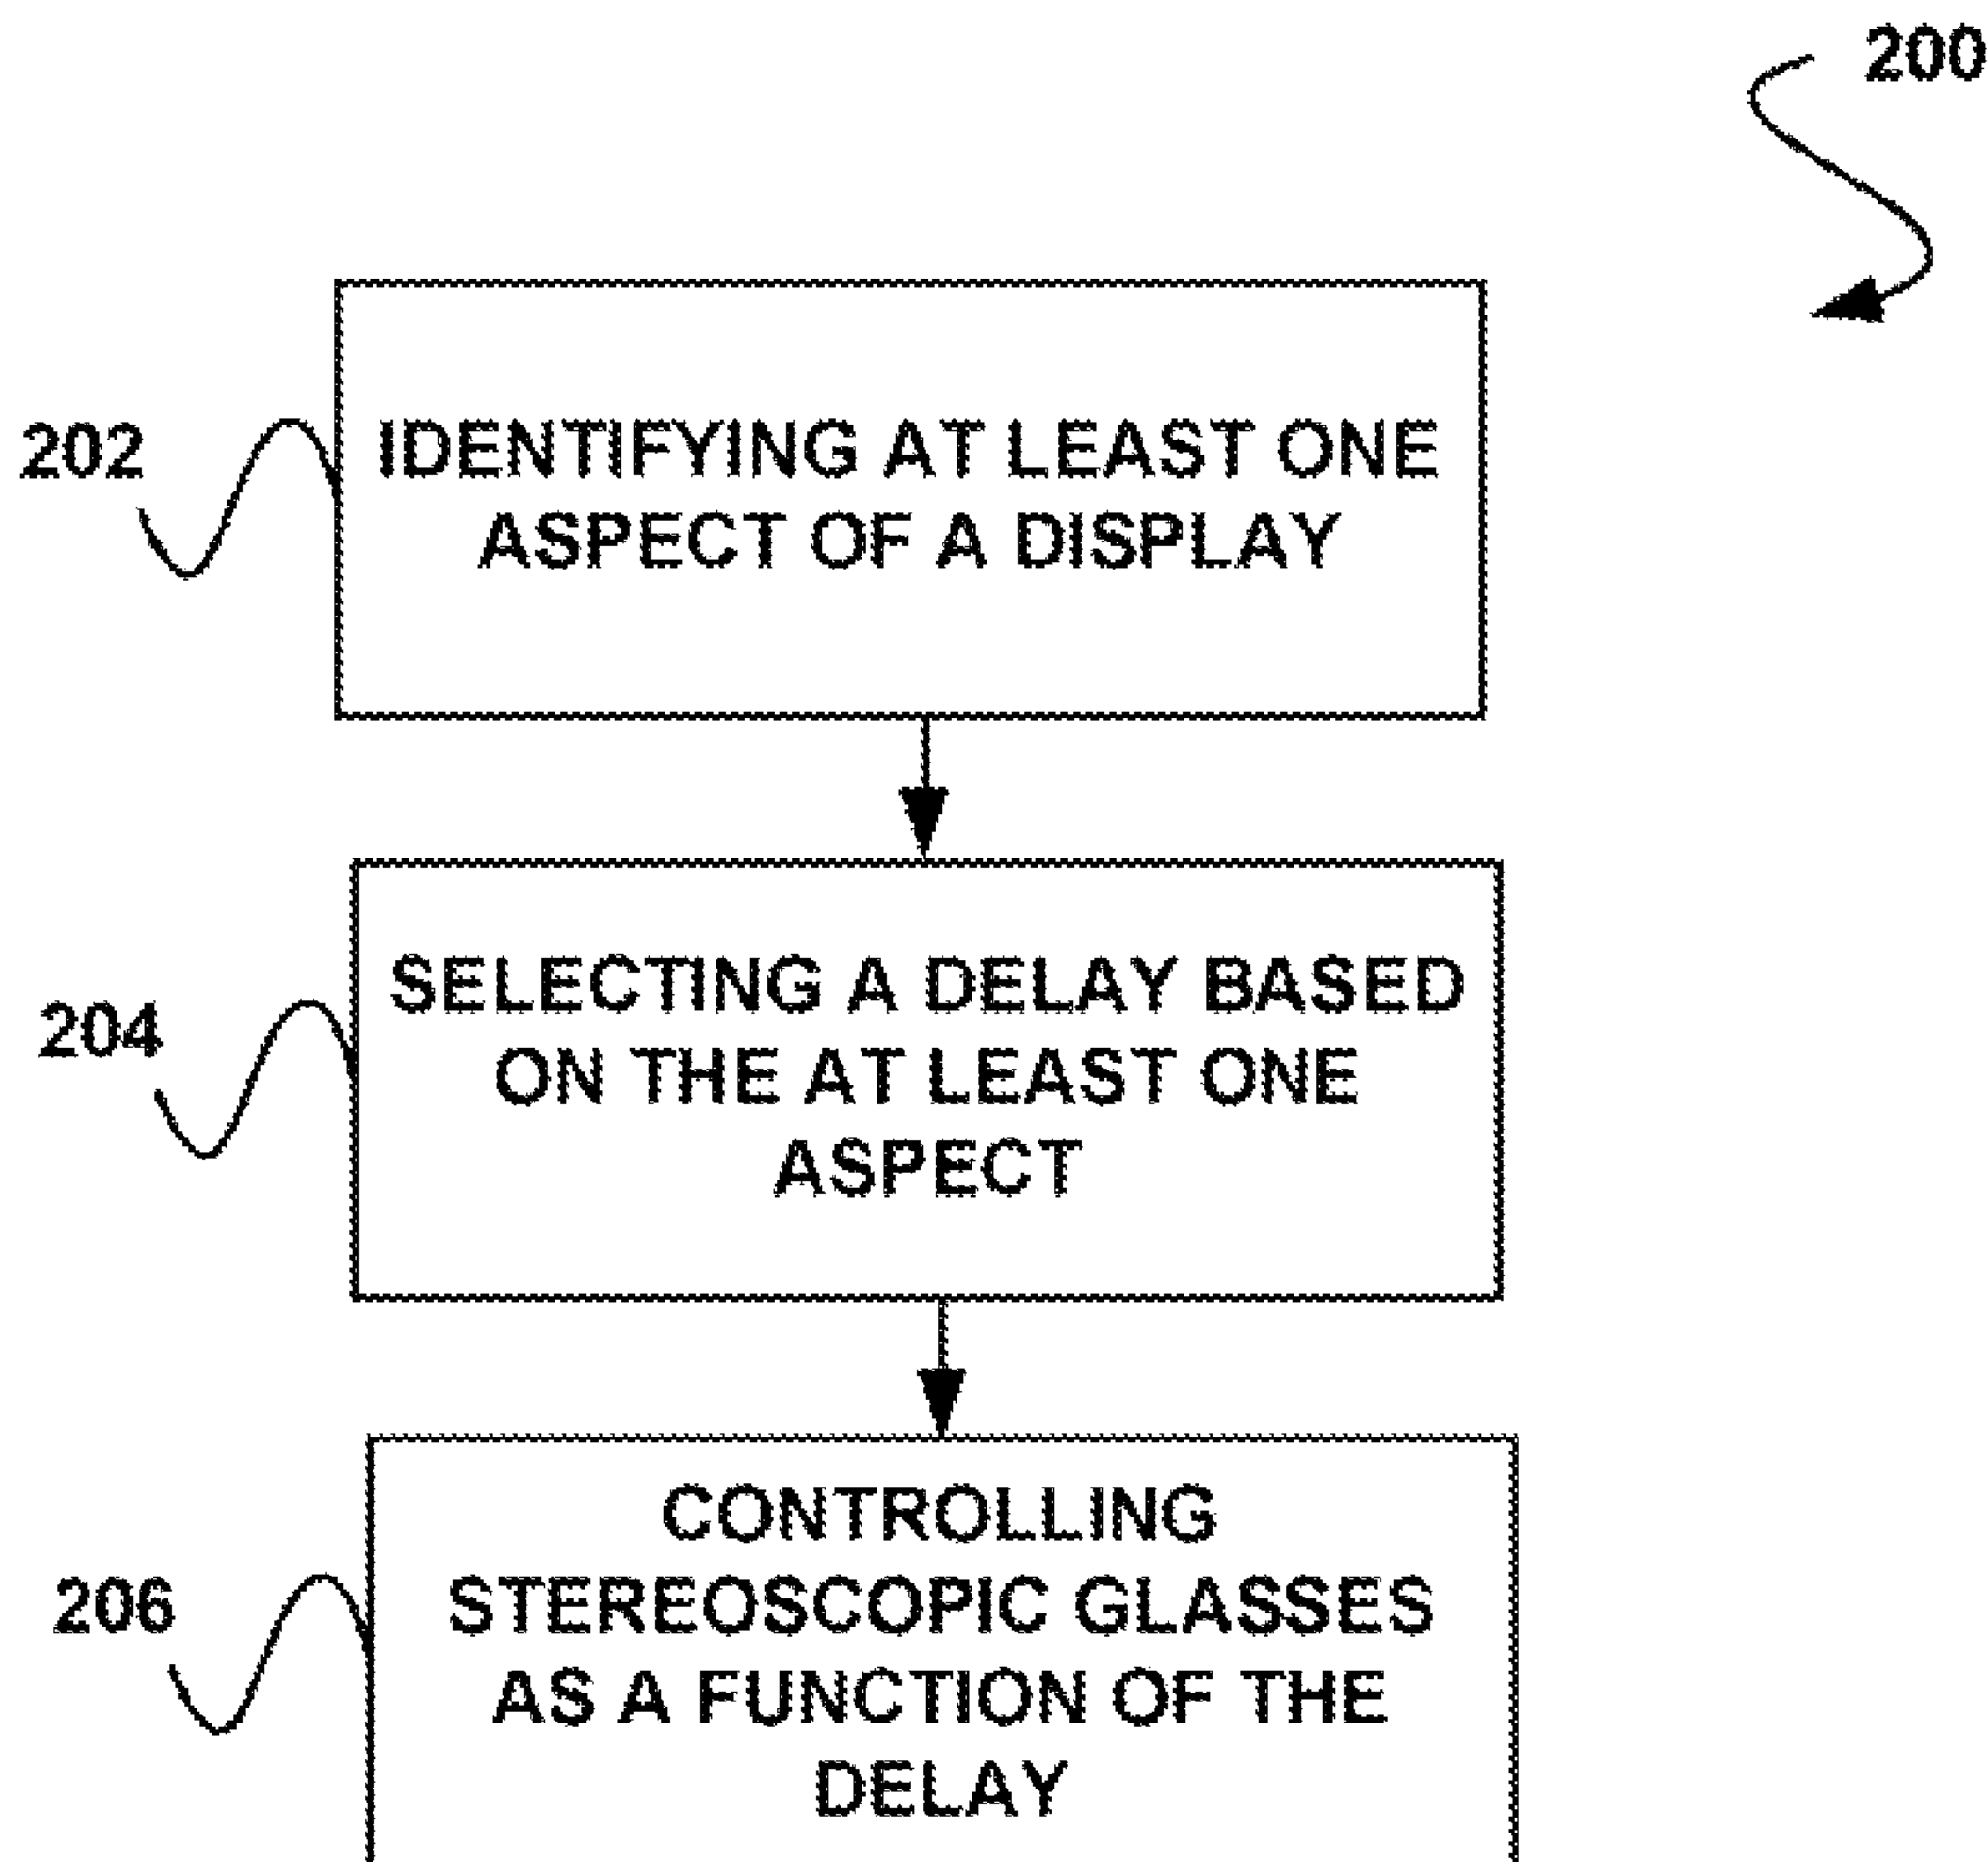 200
202
IDENTIFYING AT LEAST ONE
ASPECT OF A DISPLAY
204
SELECTING A DELAY BASED
ON THE AT LEAST ONE
ASPECT
206
CONTROLLING
STEREOSCOPIC GLASSES
AS A FUNCTION OF THE
DELAY